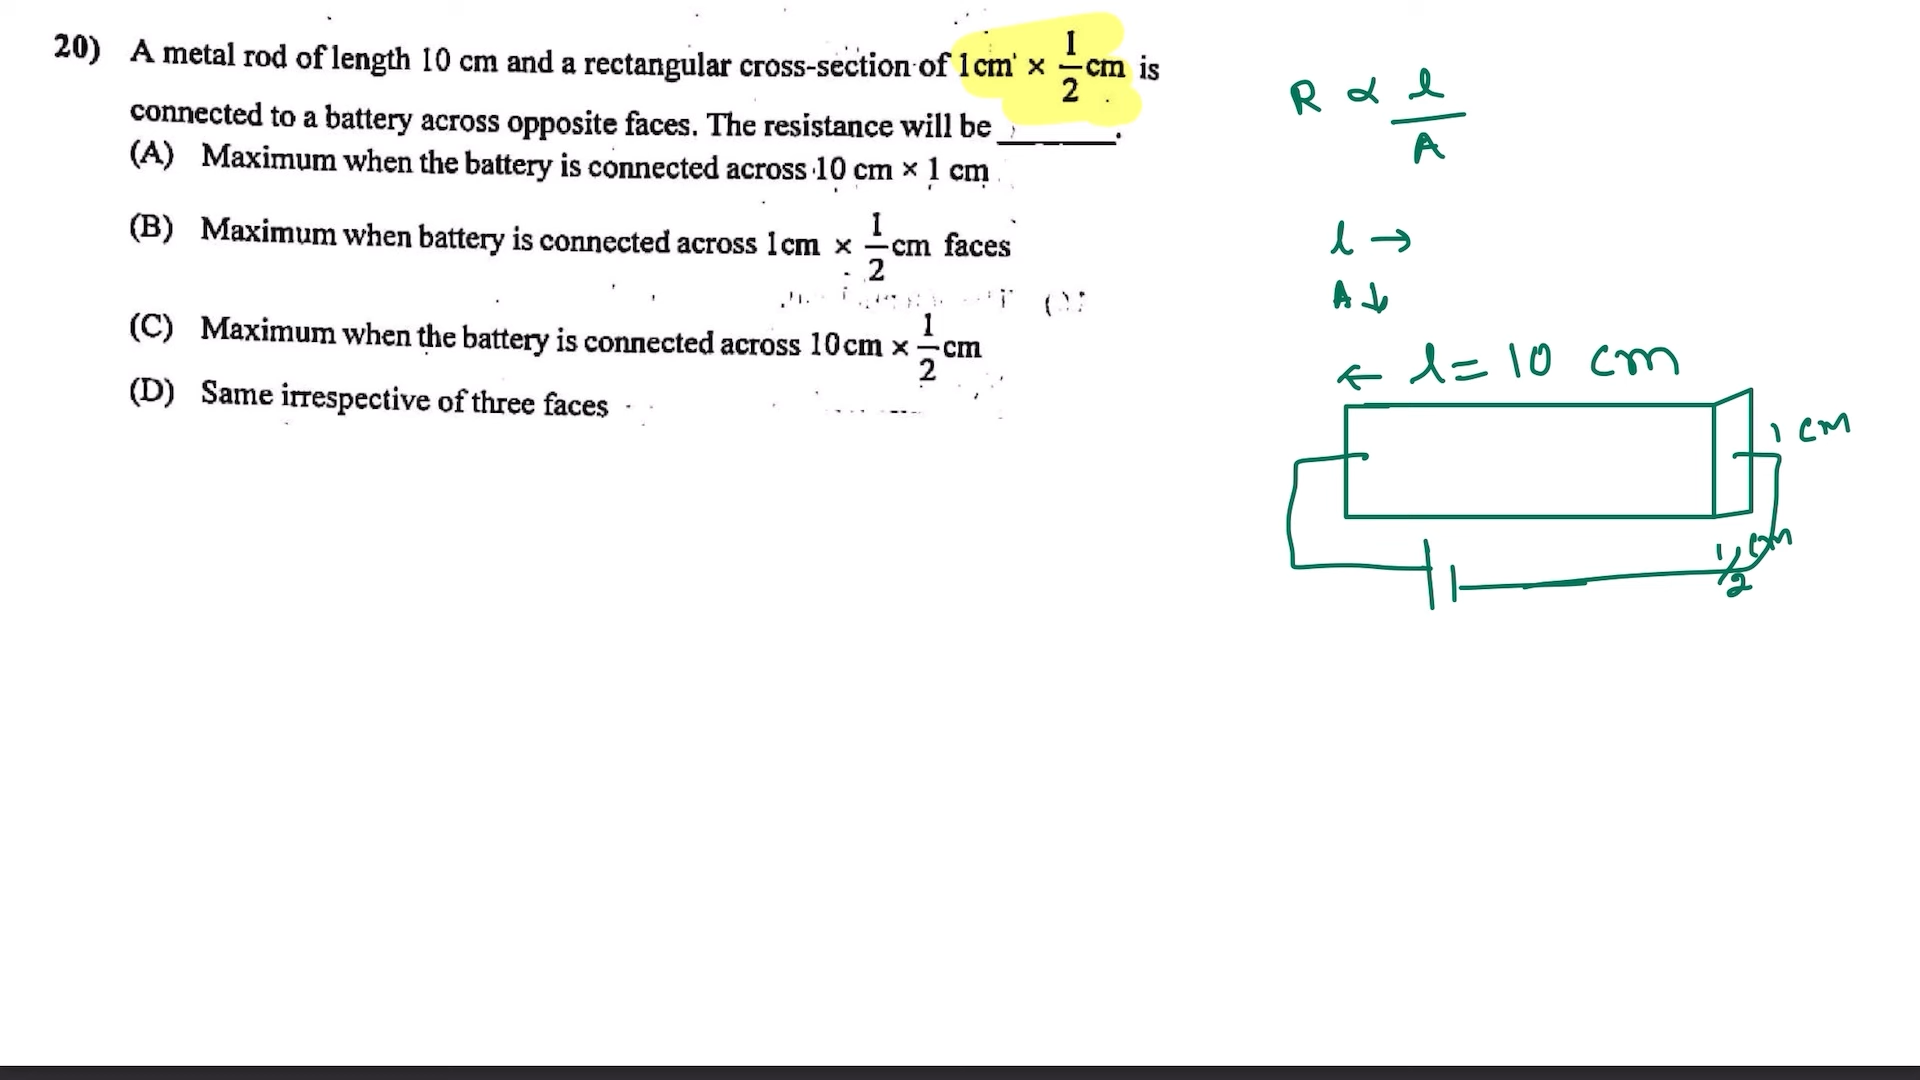 20) A metal rod of length 10 cm and a rectangular cross-section of 1cm × 1/2 cm is
connected to a battery across opposite faces. The resistance will be ______.
(A) Maximum when the battery is connected across 10 cm × 1 cm
(B) Maximum when battery is connected across 1cm × 1/2 cm faces
(C) Maximum when the battery is connected across 10cm × 1/2 cm
(D) Same irrespective of three faces
R ∝ l/A
l →
A ↓
← l = 10 cm
1 cm
1/2 cm